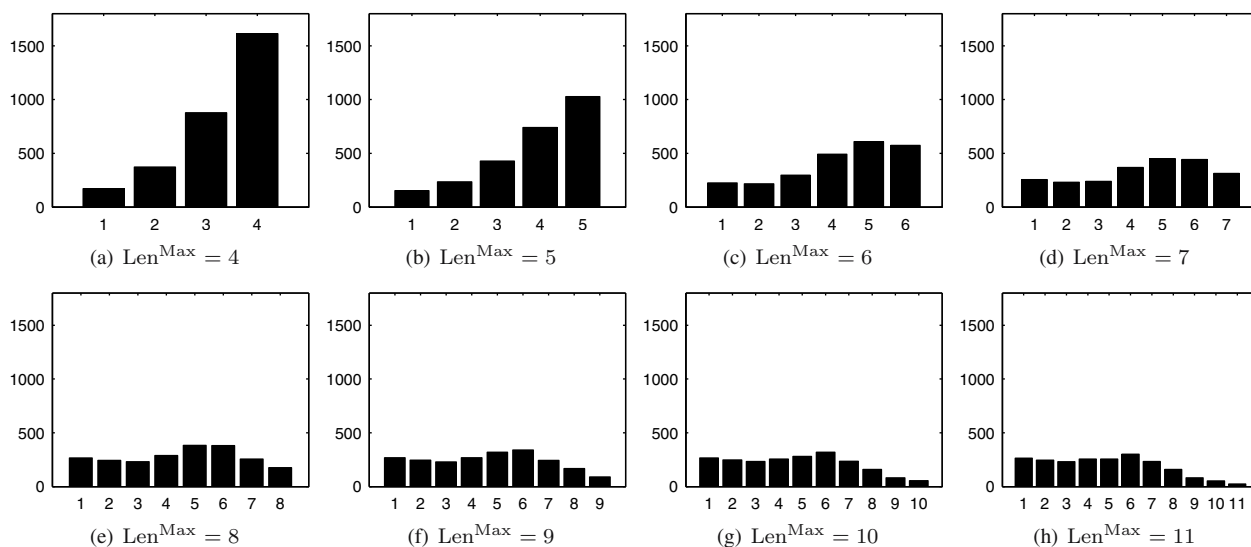 1500
1000
500
0
1 2 3 4
(a) Len^Max = 4
1500
1000
500
0
1 2 3 4 5
(b) Len^Max = 5
1500
1000
500
0
1 2 3 4 5 6
(c) Len^Max = 6
1500
1000
500
0
1 2 3 4 5 6 7
(d) Len^Max = 7
1500
1000
500
0
1 2 3 4 5 6 7 8
(e) Len^Max = 8
1500
1000
500
0
1 2 3 4 5 6 7 8 9
(f) Len^Max = 9
1500
1000
500
0
1 2 3 4 5 6 7 8 9 10
(g) Len^Max = 10
1500
1000
500
0
1 2 3 4 5 6 7 8 9 10 11
(h) Len^Max = 11